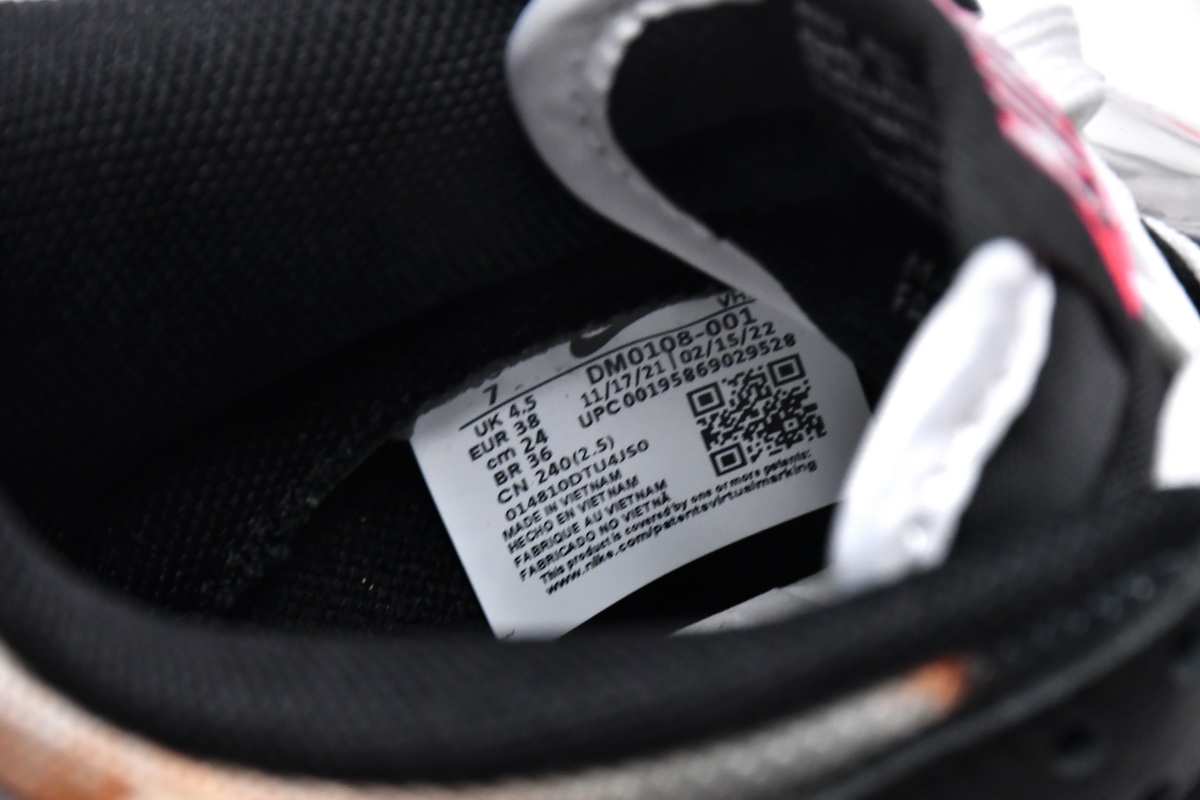 VH
7
DM0108-001
UK 4.5
11/17/21 | 02/15/22
EUR 38
UPC 00195869029528
cm 24
BR 36
CN 240(2.5)
014810DTU4JSO
MADE IN VIETNAM
HECHO EN VIETNAM
FABRIQUE AU VIETNAM
FABRICADO NO VIETNÃ
This product is covered by one or more patents:
www.nike.com/patentsvirtualmarking